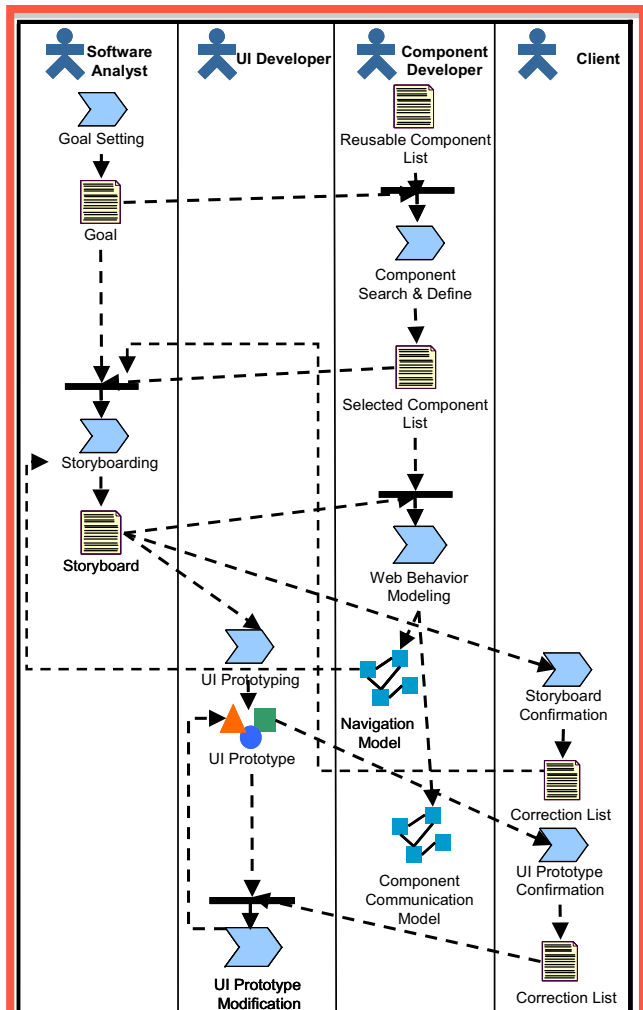 Software
Analyst
UI Developer
Component
Developer
Client
Goal Setting
Reusable Component
List
Goal
Component
Search & Define
Selected Component
List
Storyboarding
Storyboard
Web Behavior
Modeling
UI Prototyping
Storyboard
Confirmation
Navigation
Model
UI Prototype
Correction List
UI Prototype
Confirmation
Component
Communication
Model
UI Prototype
Modification
Correction List